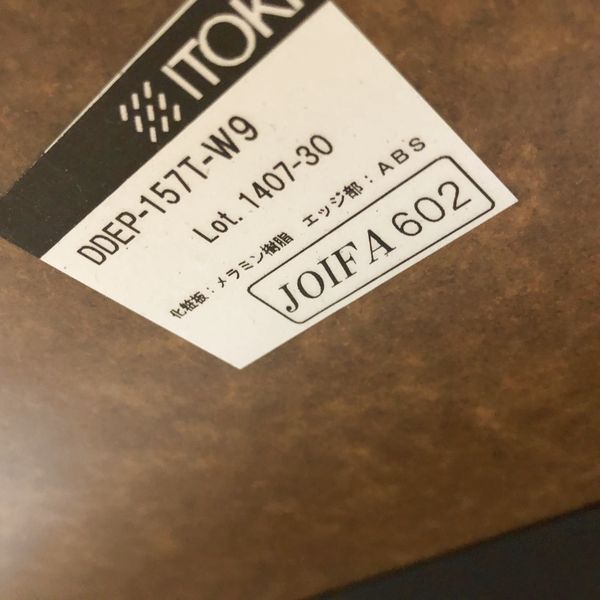 ITOK
DDEP-157T-W9
Lot. 1407-30
化粧板：メラミン樹脂 エッジ部：ABS
JOIFA 602